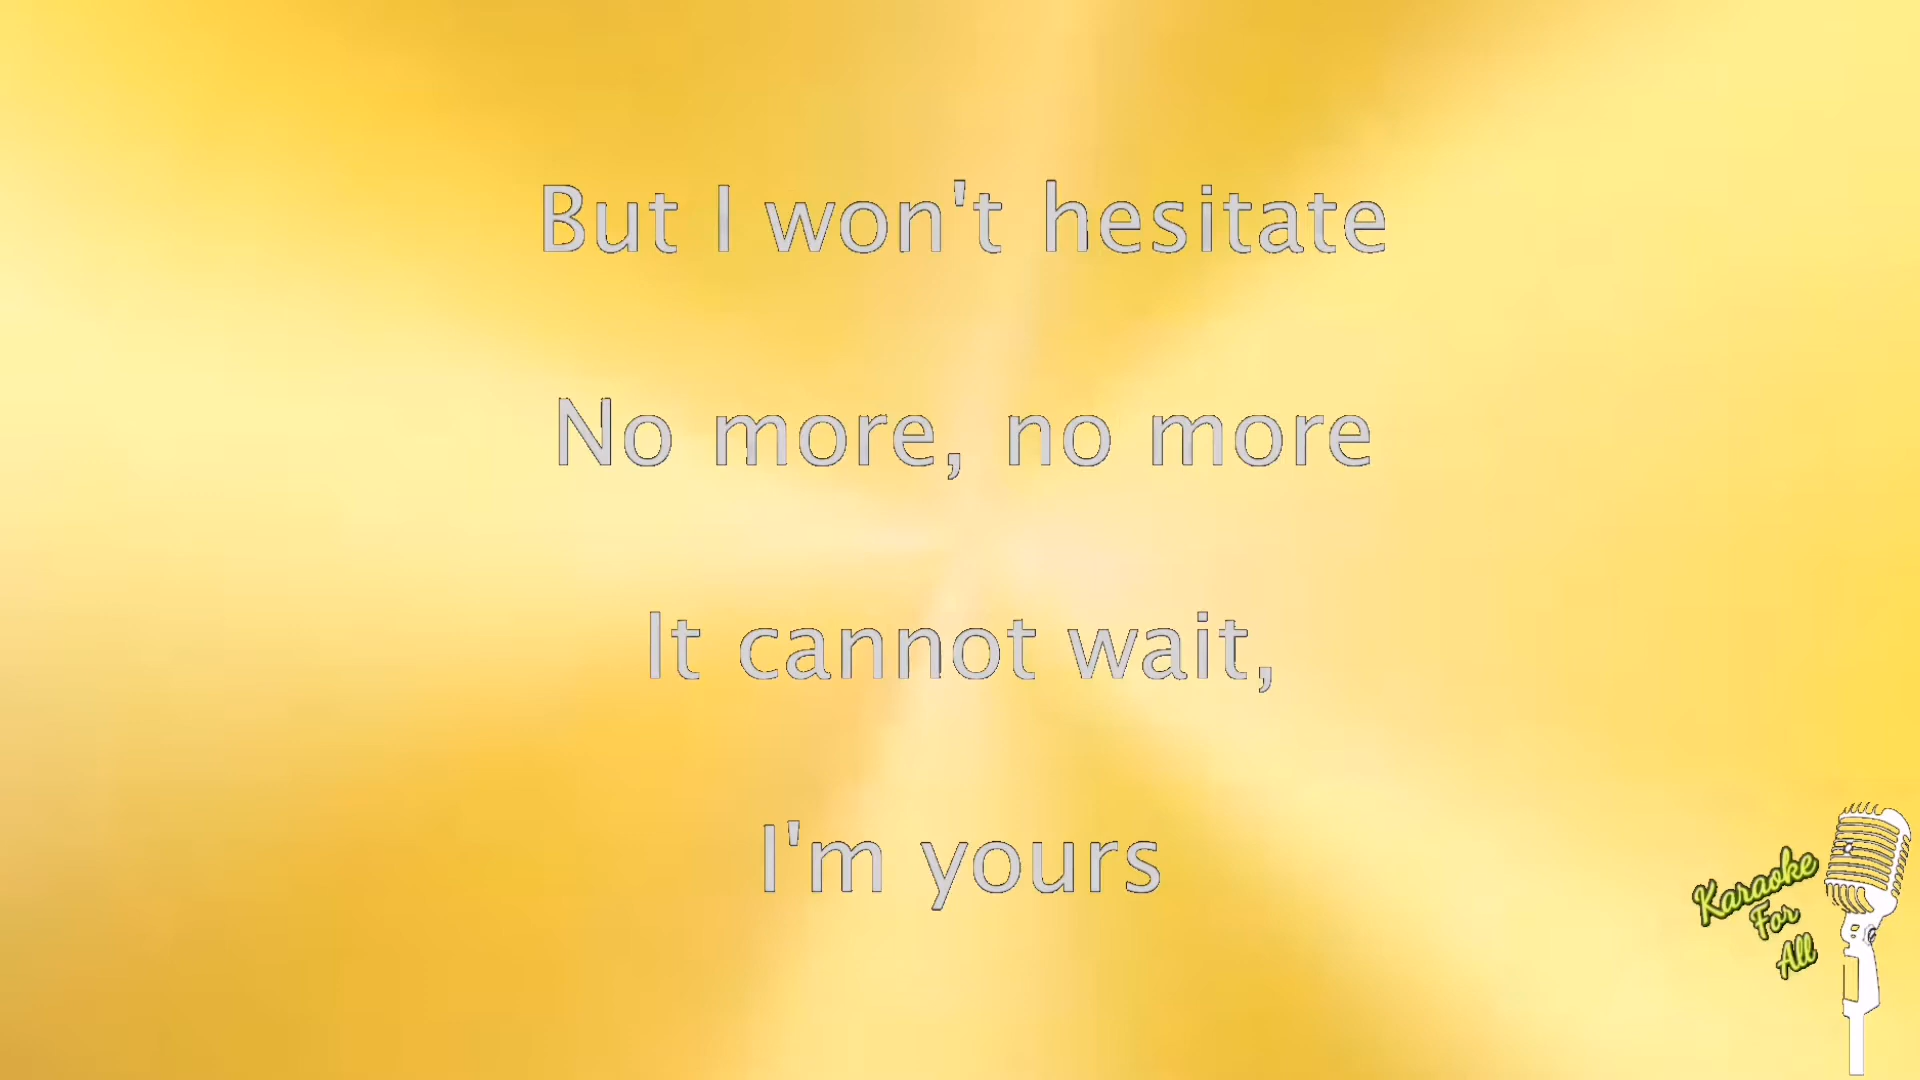 But I won't hesitate
No more, no more
It cannot wait,
I'm yours
Karaoke
For
All